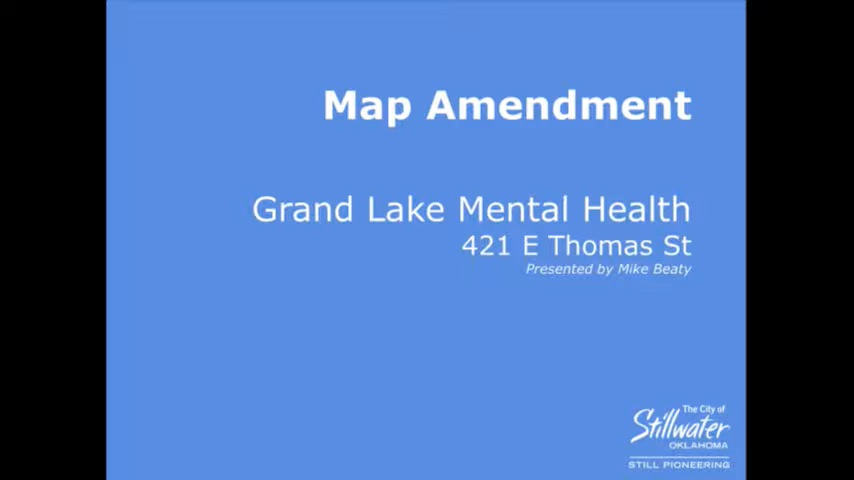 Map Amendment
Grand Lake Mental Health
421 E Thomas St
Presented by Mike Beaty
The City of
Stillwater
OKLAHOMA
STILL PIONEERING